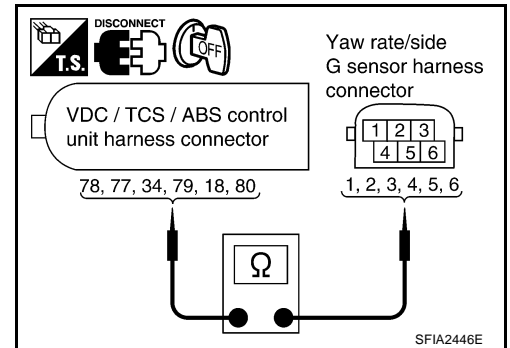 DISCONNECT
T.S.
OFF
Yaw rate/side
G sensor harness
connector
VDC / TCS / ABS control
unit harness connector
1 2 3
4 5 6
78, 77, 34, 79, 18, 80
1, 2, 3, 4, 5, 6
Ω
SFIA2446E